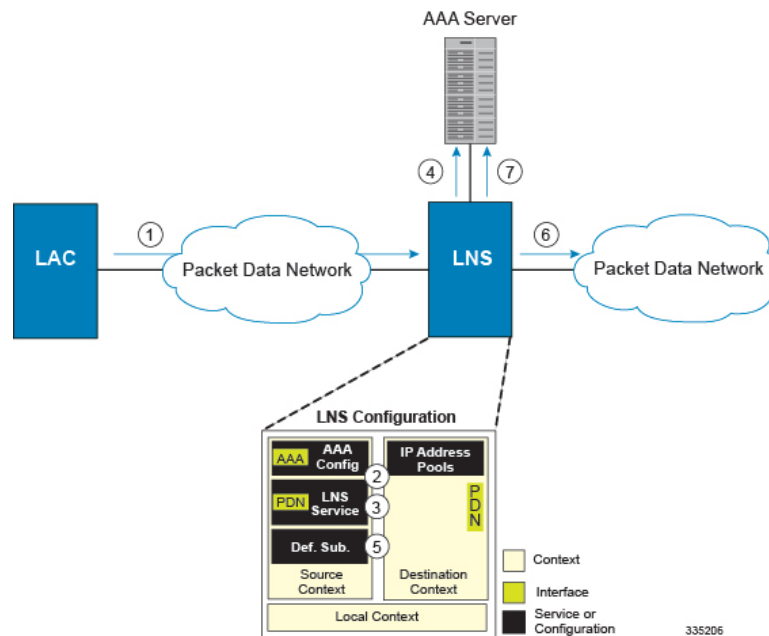 AAA Server
4
7
LAC
1
Packet Data Network
LNS
6
Packet Data Network
LNS Configuration
AAA
AAA
Config
2
PDN
LNS
Service
3
Def. Sub.
5
Source
Context
IP Address
Pools
P
D
N
Destination
Context
Local Context
Context
Interface
Service or
Configuration
335206